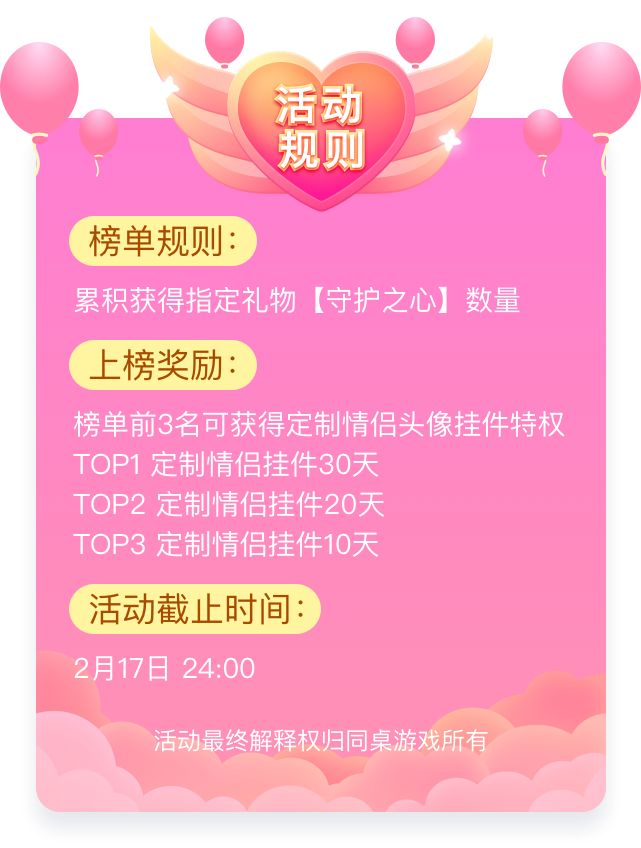 活动
规则
榜单规则：
累积获得指定礼物【守护之心】数量
上榜奖励：
榜单前3名可获得定制情侣头像挂件特权
TOP1 定制情侣挂件30天
TOP2 定制情侣挂件20天
TOP3 定制情侣挂件10天
活动截止时间：
2月17日 24:00
活动最终解释权归同桌游戏所有